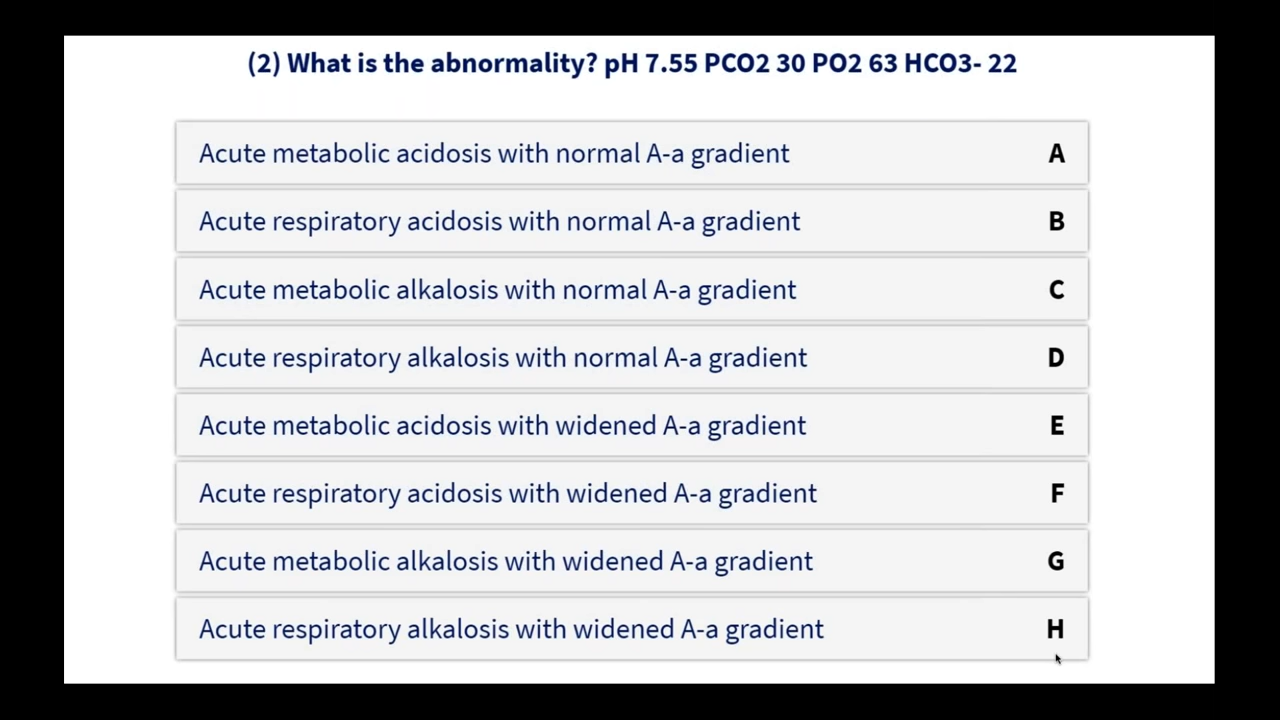 (2) What is the abnormality? pH 7.55 PCO2 30 PO2 63 HCO3- 22
Acute metabolic acidosis with normal A-a gradient A
Acute respiratory acidosis with normal A-a gradient B
Acute metabolic alkalosis with normal A-a gradient C
Acute respiratory alkalosis with normal A-a gradient D
Acute metabolic acidosis with widened A-a gradient E
Acute respiratory acidosis with widened A-a gradient F
Acute metabolic alkalosis with widened A-a gradient G
Acute respiratory alkalosis with widened A-a gradient H